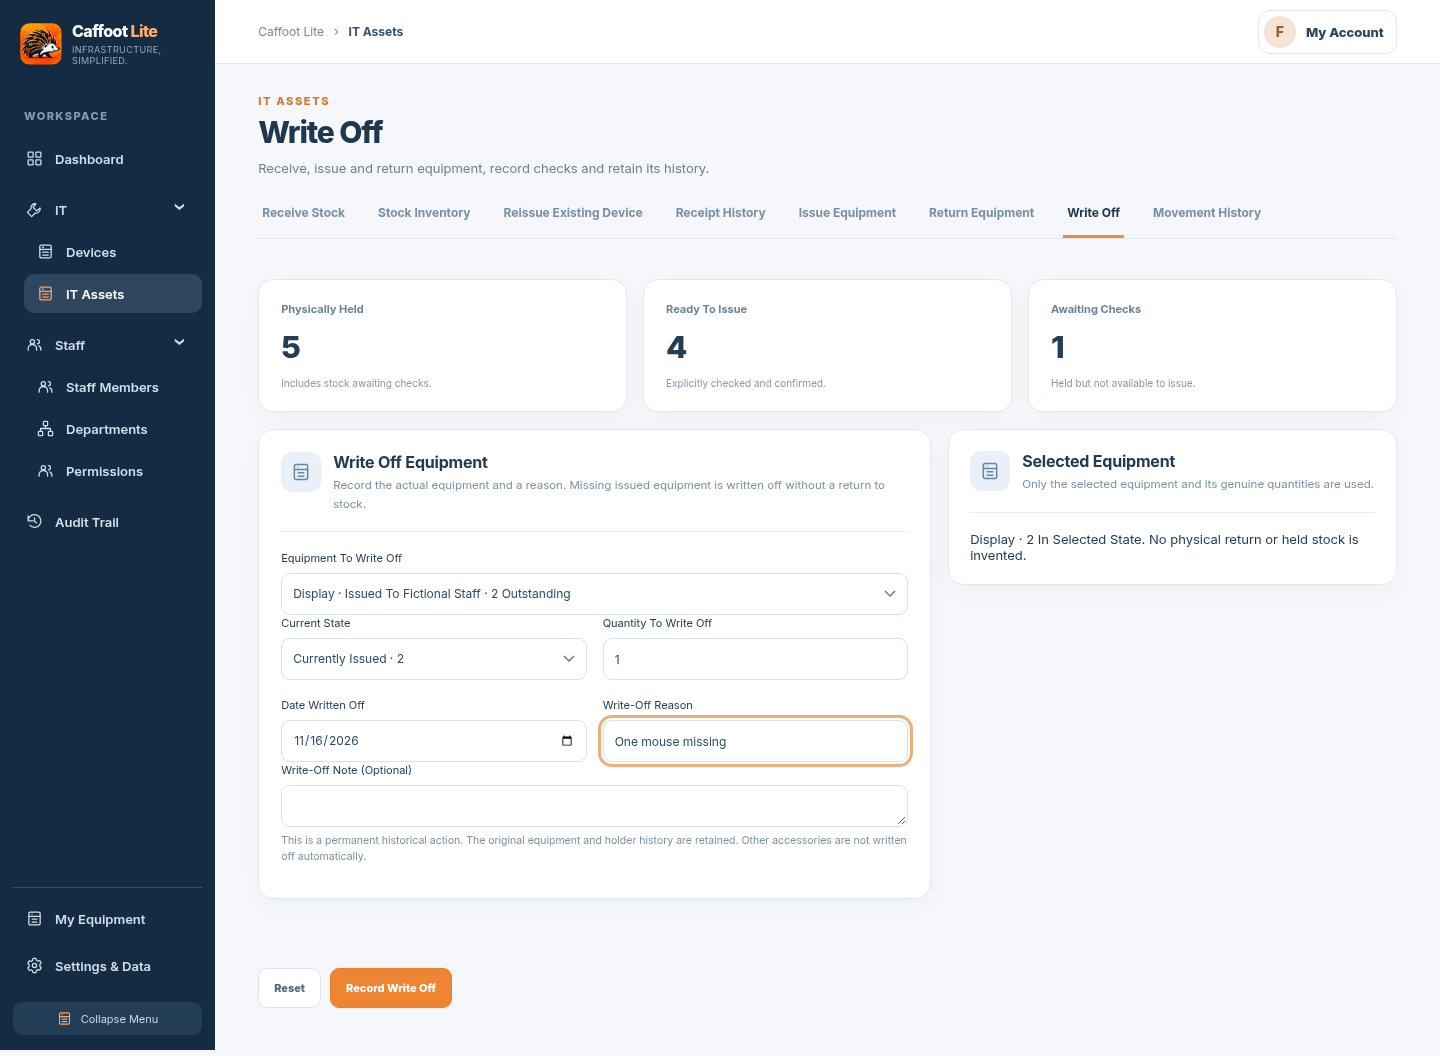 Caffoot Lite
INFRASTRUCTURE,
SIMPLIFIED.
WORKSPACE
Dashboard
IT
Devices
IT Assets
Staff
Staff Members
Departments
Permissions
Audit Trail
My Equipment
Settings & Data
Collapse Menu
Caffoot Lite › IT Assets
F My Account
IT ASSETS
Write Off
Receive, issue and return equipment, record checks and retain its history.
Receive Stock Stock Inventory Reissue Existing Device Receipt History Issue Equipment Return Equipment Write Off Movement History
Physically Held
5
Includes stock awaiting checks.
Ready To Issue
4
Explicitly checked and confirmed.
Awaiting Checks
1
Held but not available to issue.
Write Off Equipment
Record the actual equipment and a reason. Missing issued equipment is written off without a return to
stock.
Equipment To Write Off
Display · Issued To Fictional Staff · 2 Outstanding
Current State
Currently Issued · 2
Quantity To Write Off
1
Date Written Off
11/16/2026
Write-Off Reason
One mouse missing
Write-Off Note (Optional)
This is a permanent historical action. The original equipment and holder history are retained. Other accessories are not written
off automatically.
Selected Equipment
Only the selected equipment and its genuine quantities are used.
Display · 2 In Selected State. No physical return or held stock is
invented.
Reset
Record Write Off